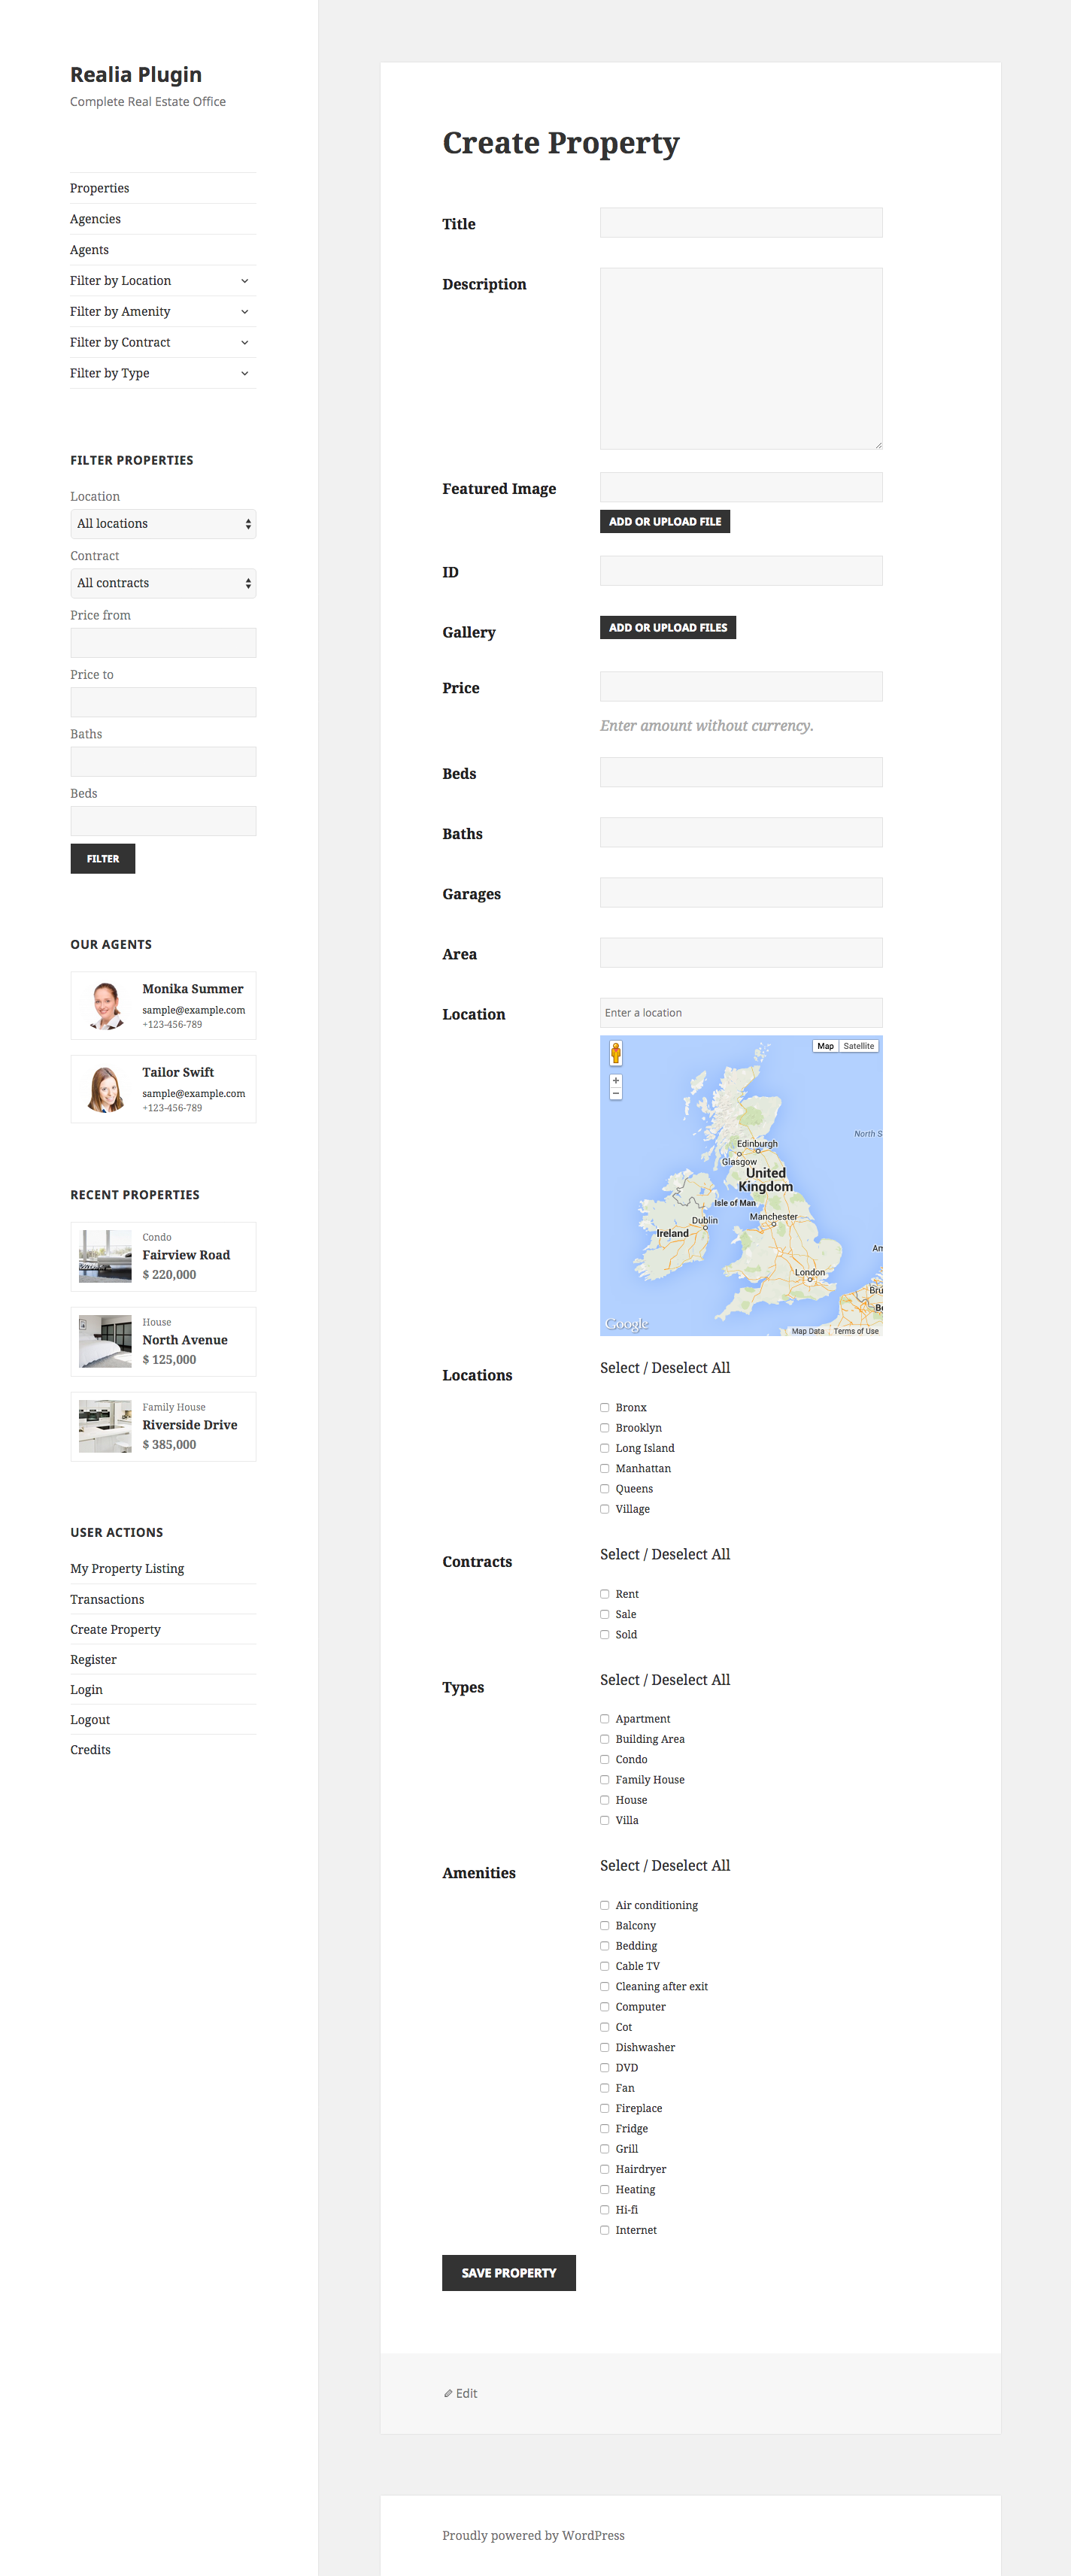 Realia Plugin
Complete Real Estate Office
Properties
Agencies
Agents
Filter by Location
Filter by Amenity
Filter by Contract
Filter by Type
FILTER PROPERTIES
Location
All locations
Contract
All contracts
Price from
Price to
Baths
Beds
FILTER
OUR AGENTS
Monika Summer
sample@example.com
+123-456-789
Tailor Swift
sample@example.com
+123-456-789
RECENT PROPERTIES
Condo
Fairview Road
$ 220,000
House
North Avenue
$ 125,000
Family House
Riverside Drive
$ 385,000
USER ACTIONS
My Property Listing
Transactions
Create Property
Register
Login
Logout
Credits
Create Property
Title
Description
Featured Image
ADD OR UPLOAD FILE
ID
Gallery
ADD OR UPLOAD FILES
Price
Enter amount without currency.
Beds
Baths
Garages
Area
Location
Enter a location
Map Satellite
+
−
North S
Edinburgh
Glasgow
United
Kingdom
Isle of Man
Manchester
Dublin
Ireland
Am
London
Bru
Be
Google
Map Data Terms of Use
Locations
Select / Deselect All
Bronx
Brooklyn
Long Island
Manhattan
Queens
Village
Contracts
Select / Deselect All
Rent
Sale
Sold
Types
Select / Deselect All
Apartment
Building Area
Condo
Family House
House
Villa
Amenities
Select / Deselect All
Air conditioning
Balcony
Bedding
Cable TV
Cleaning after exit
Computer
Cot
Dishwasher
DVD
Fan
Fireplace
Fridge
Grill
Hairdryer
Heating
Hi-fi
Internet
SAVE PROPERTY
Edit
Proudly powered by WordPress